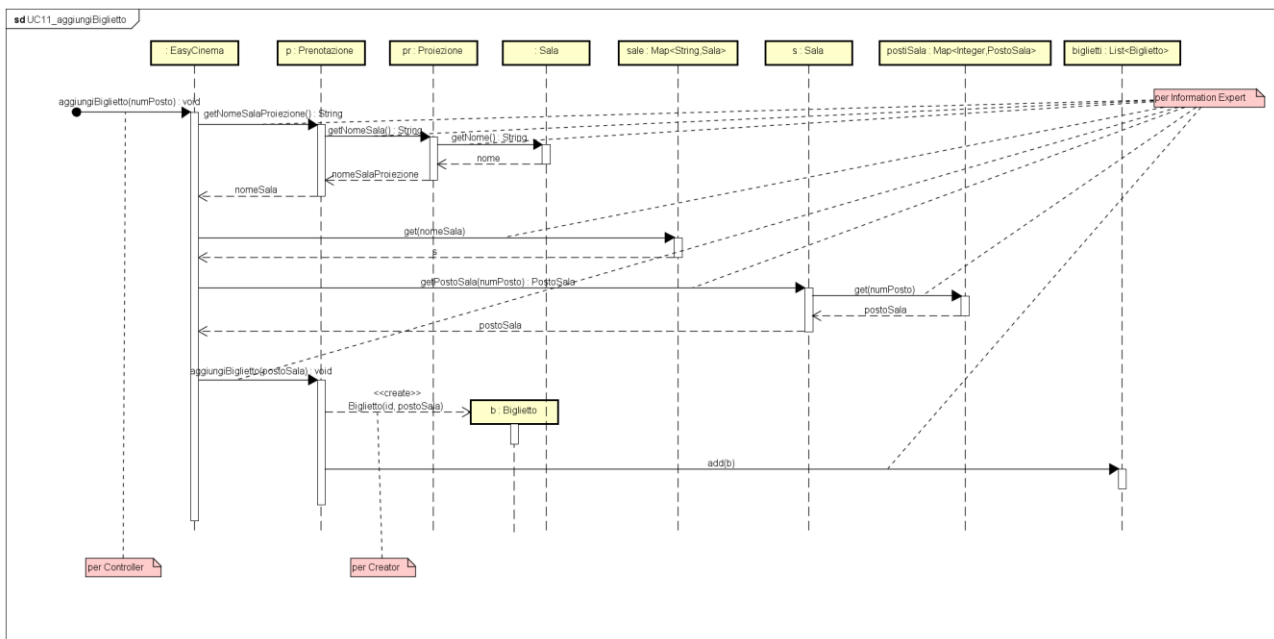 sd UC11_aggiungiBiglietto
: EasyCinema
p : Prenotazione
pr : Proiezione
: Sala
sale : Map<String,Sala>
s : Sala
postiSala : Map<Integer,PostoSala>
biglietti : List<Biglietto>
per Information Expert
aggiungiBiglietto(numPosto) : void
getNomeSalaProiezione() : String
getNomeSala() : String
getNome() : String
nome
nomeSalaProiezione
nomeSala
get(nomeSala)
s
getPostoSala(numPosto) : PostoSala
get(numPosto)
postoSala
postoSala
aggiungiBiglietto(postoSala) : void
<<create>>
Biglietto(id, postoSala)
b : Biglietto
add(b)
per Controller
per Creator